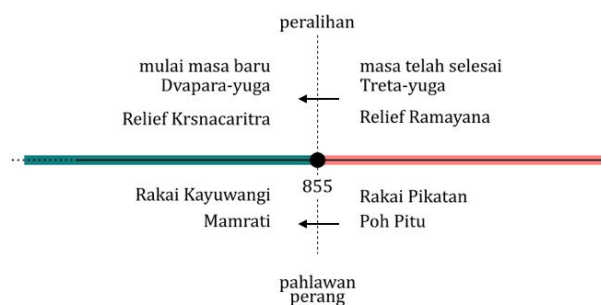 peralihan
mulai masa baru
Dvapara-yuga
Relief Krsnacaritra
masa telah selesai
Treta-yuga
Relief Ramayana
855
Rakai Kayuwangi
Mamrati
Rakai Pikatan
Poh Pitu
pahlawan
perang